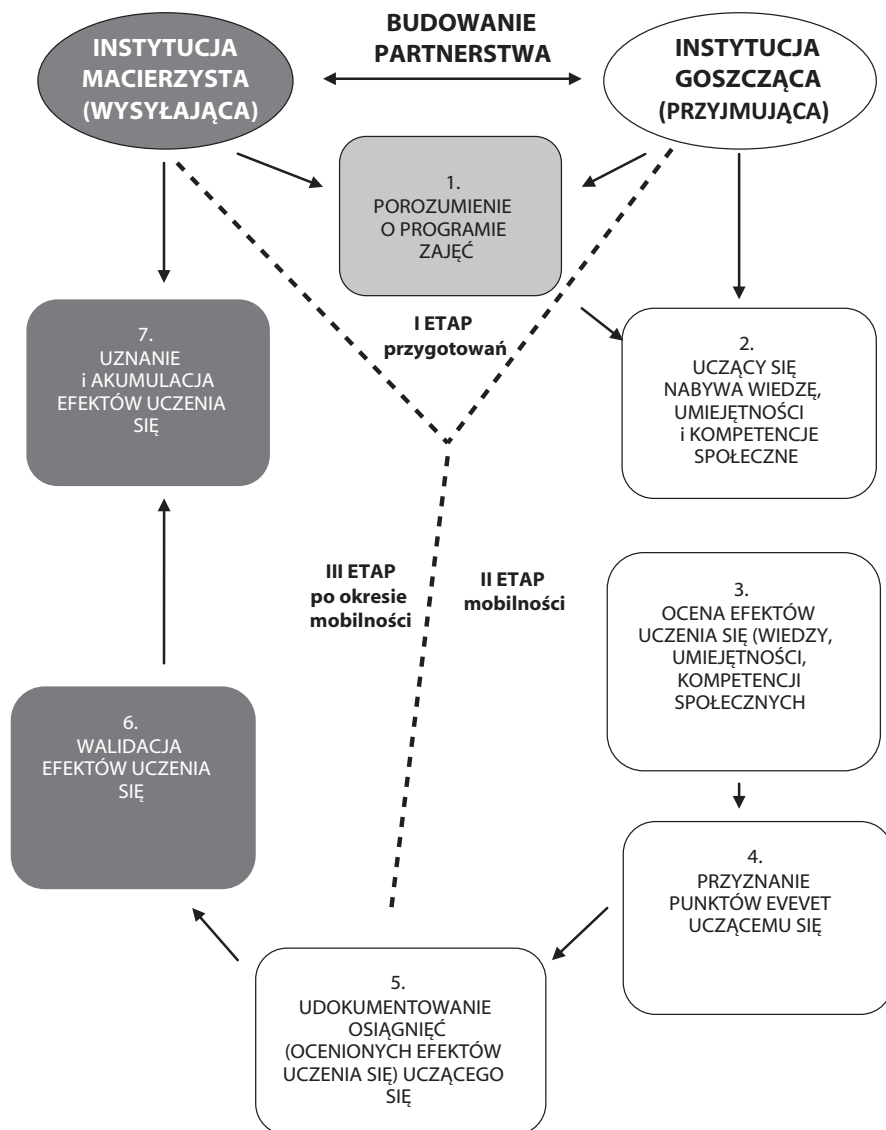 INSTYTUCJA
MACIERZYSTA
(WYSYŁAJĄCA)
BUDOWANIE
PARTNERSTWA
INSTYTUCJA
GOSZCZĄCA
(PRZYJMUJĄCA)
1.
POROZUMIENIE
O PROGRAMIE
ZAJĘĆ
I ETAP
przygotowań
2.
UCZĄCY SIĘ
NABYWA WIEDZĘ,
UMIEJĘTNOŚCI
i KOMPETENCJE
SPOŁECZNE
7.
UZNANIE
i AKUMULACJA
EFEKTÓW UCZENIA
SIĘ
III ETAP
po okresie
mobilności
II ETAP
mobilności
3.
OCENA EFEKTÓW
UCZENIA SIĘ (WIEDZY,
UMIEJĘTNOŚCI,
KOMPETENCJI
SPOŁECZNYCH
6.
WALIDACJA
EFEKTÓW UCZENIA
SIĘ
4.
PRZYZNANIE
PUNKTÓW EVEVET
UCZĄCEMU SIĘ
5.
UDOKUMENTOWANIE
OSIĄGNIĘĆ
(OCENIONYCH EFEKTÓW
UCZENIA SIĘ) UCZĄCEGO
SIĘ